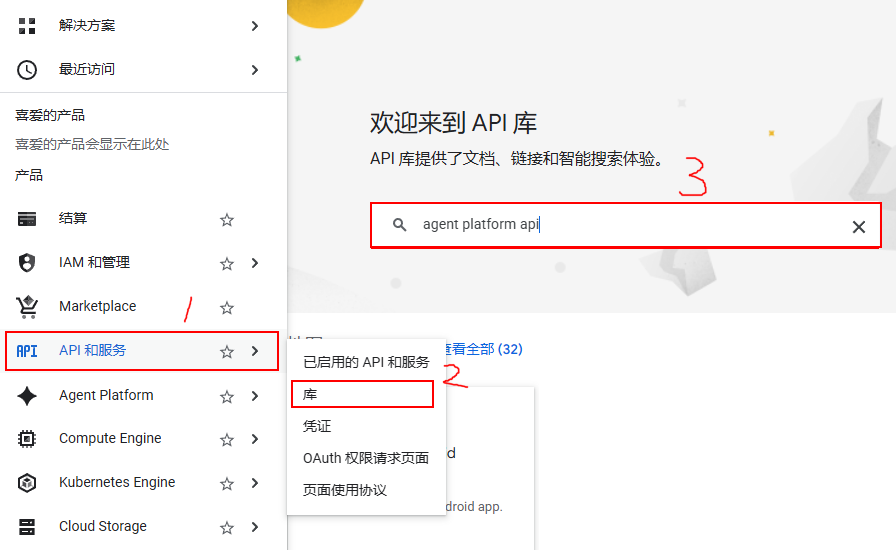 解决方案
最近访问
喜爱的产品
喜爱的产品会显示在此处
产品
结算
IAM 和管理
Marketplace
1
API API 和服务
Agent Platform
Compute Engine
Kubernetes Engine
Cloud Storage
欢迎来到 API 库
API 库提供了文档、链接和智能搜索体验。
3
agent platform api
查看全部 (32)
已启用的 API 和服务
2
库
凭证
OAuth 权限请求页面
页面使用协议
app.